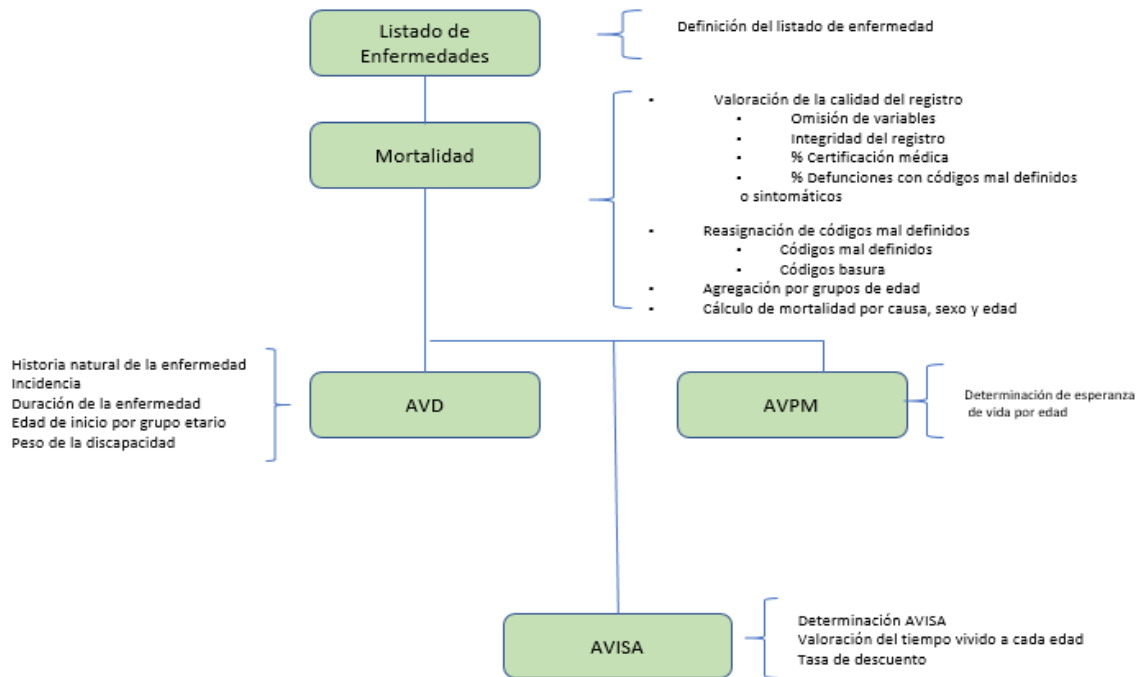 Listado de
Enfermedades
Definición del listado de enfermedad
Mortalidad
▪ Valoración de la calidad del registro
▪ Omisión de variables
▪ Integridad del registro
▪ % Certificación médica
▪ % Defunciones con códigos mal definidos
o sintomáticos
▪ Reasignación de códigos mal definidos
▪ Códigos mal definidos
▪ Códigos basura
▪ Agregación por grupos de edad
▪ Cálculo de mortalidad por causa, sexo y edad
Historia natural de la enfermedad
Incidencia
Duración de la enfermedad
Edad de inicio por grupo etario
Peso de la discapacidad
AVD
AVPM
Determinación de esperanza
de vida por edad
AVISA
Determinación AVISA
Valoración del tiempo vivido a cada edad
Tasa de descuento